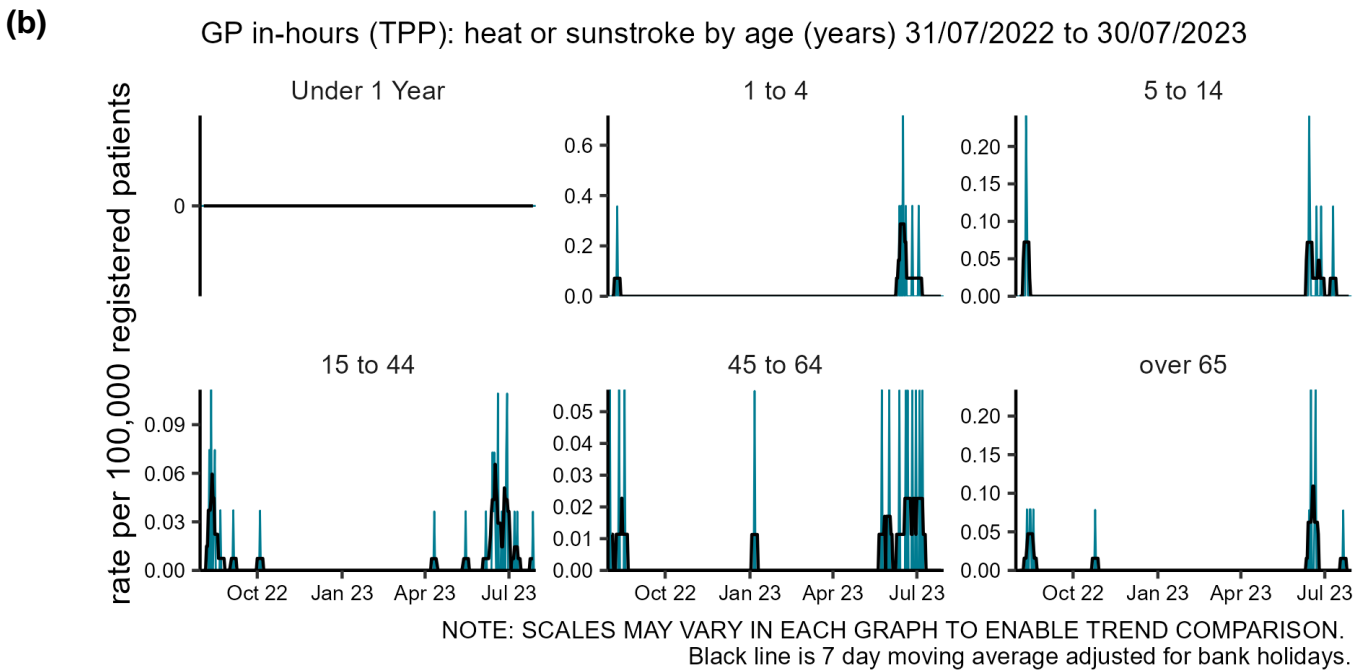 (b)
GP in-hours (TPP): heat or sunstroke by age (years) 31/07/2022 to 30/07/2023
rate per 100,000 registered patients
Under 1 Year
0
1 to 4
0.6
0.4
0.2
0.0
5 to 14
0.20
0.15
0.10
0.05
0.00
15 to 44
0.09
0.06
0.03
0.00
Oct 22 Jan 23 Apr 23 Jul 23
45 to 64
0.05
0.04
0.03
0.02
0.01
0.00
Oct 22 Jan 23 Apr 23 Jul 23
over 65
0.20
0.15
0.10
0.05
0.00
Oct 22 Jan 23 Apr 23 Jul 23
NOTE: SCALES MAY VARY IN EACH GRAPH TO ENABLE TREND COMPARISON.
Black line is 7 day moving average adjusted for bank holidays.